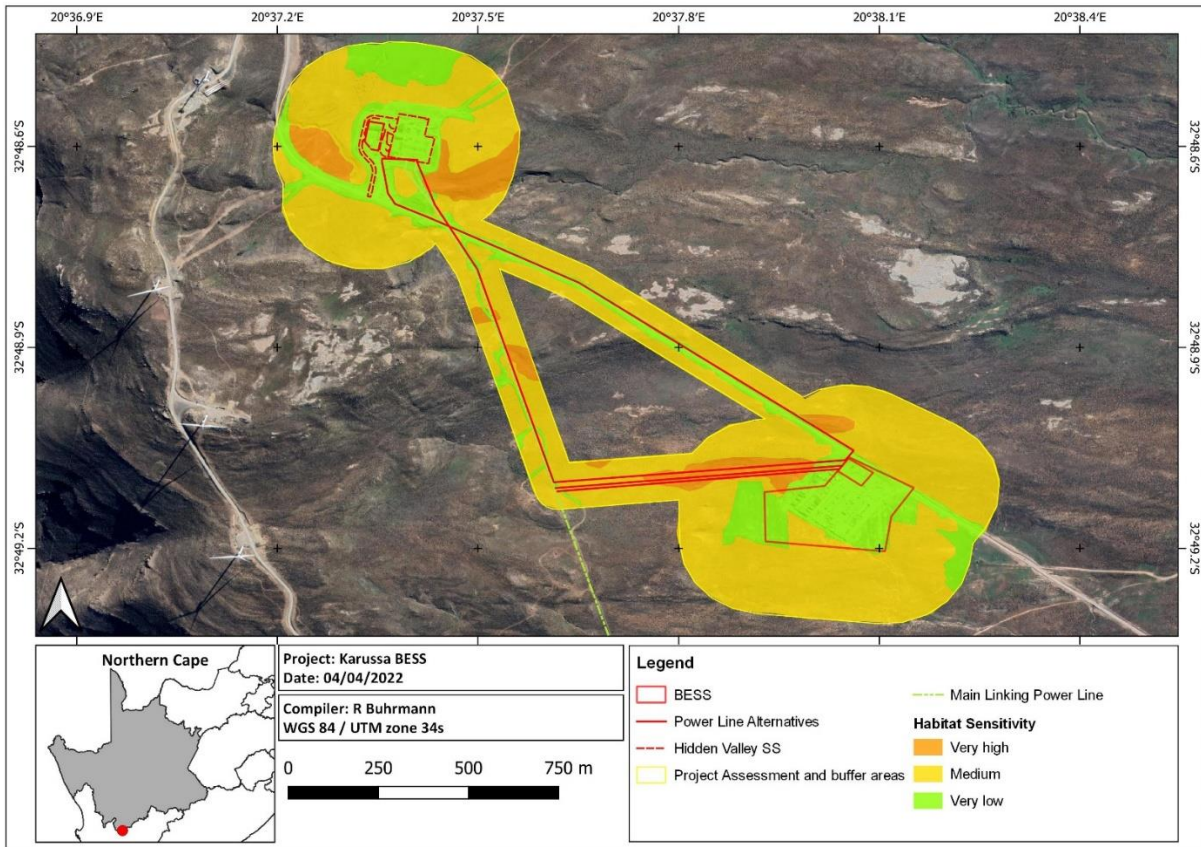 20°36.9'E 20°37.2'E 20°37.5'E 20°37.8'E 20°38.1'E 20°38.4'E
32°48.6'S 32°48.6'S
32°48.9'S 32°48.9'S
32°49.2'S 32°49.2'S
Northern Cape
Project: Karussa BESS
Date: 04/04/2022
Compiler: R Buhrmann
WGS 84 / UTM zone 34s
0 250 500 750 m
Legend
BESS
Power Line Alternatives
Hidden Valley SS
Project Assessment and buffer areas
Main Linking Power Line
Habitat Sensitivity
Very high
Medium
Very low